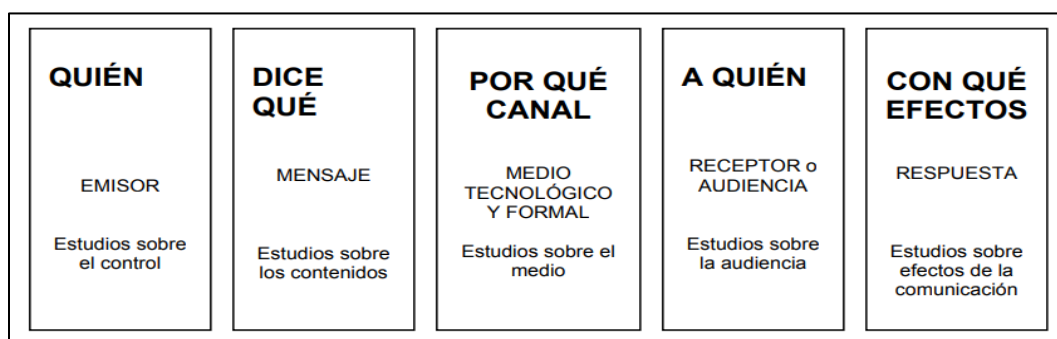 QUIÉN
EMISOR
Estudios sobre
el control
DICE
QUÉ
MENSAJE
Estudios sobre
los contenidos
POR QUÉ
CANAL
MEDIO
TECNOLÓGICO
Y FORMAL
Estudios sobre el
medio
A QUIÉN
RECEPTOR o
AUDIENCIA
Estudios sobre
la audiencia
CON QUÉ
EFECTOS
RESPUESTA
Estudios sobre
efectos de la
comunicación